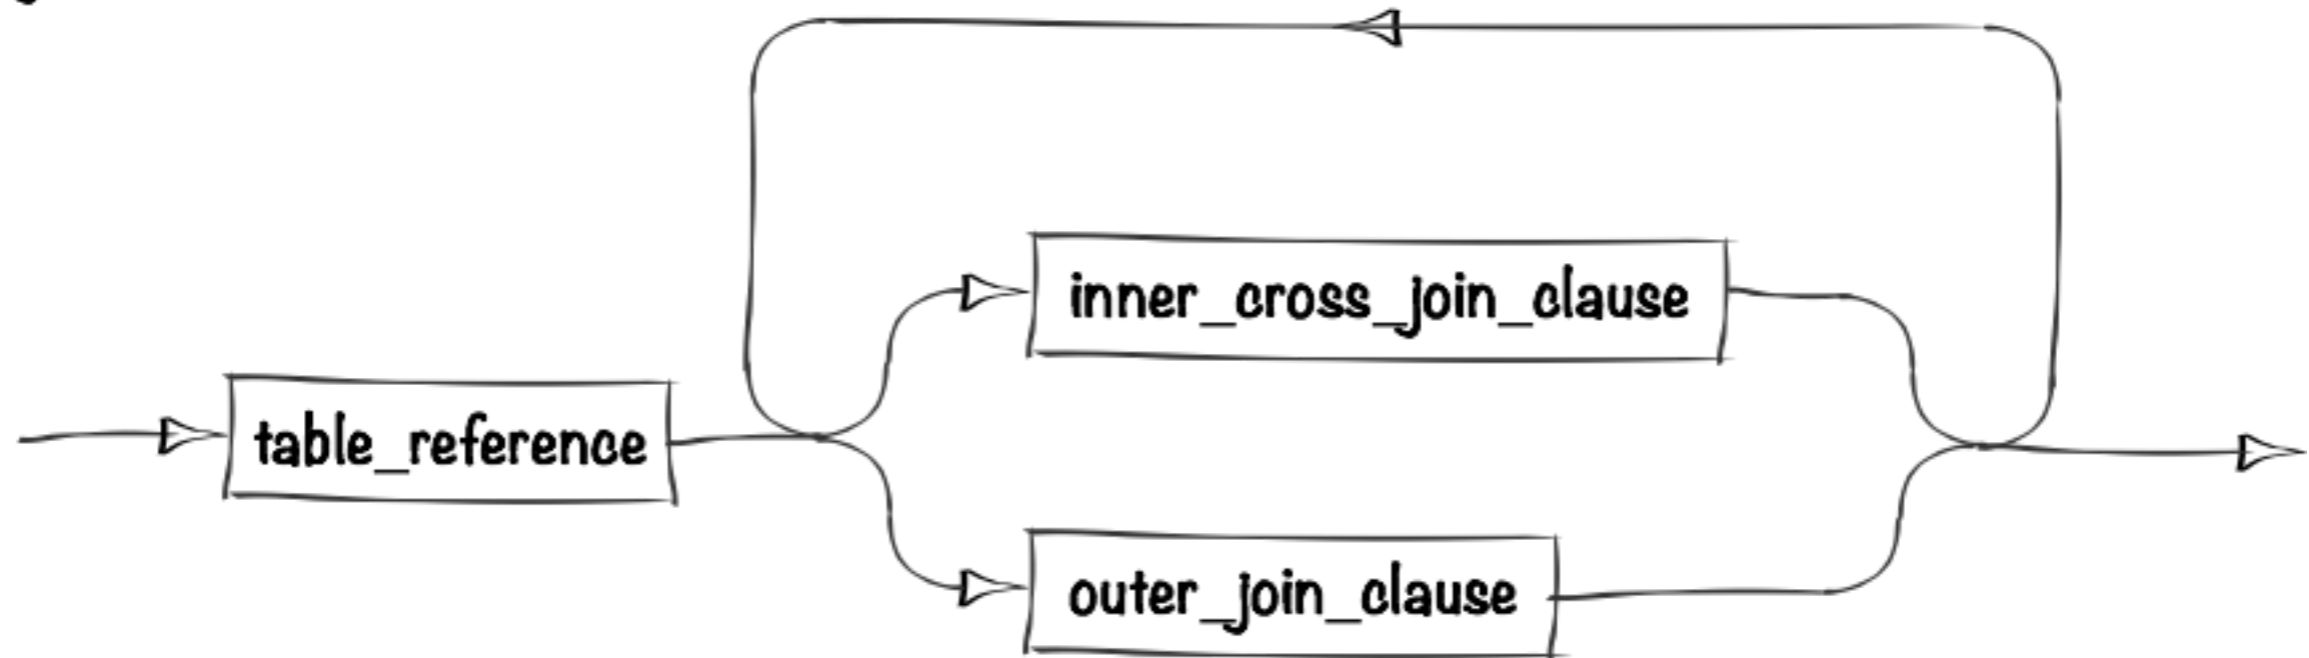 inner_cross_join_clause
table_reference
outer_join_clause